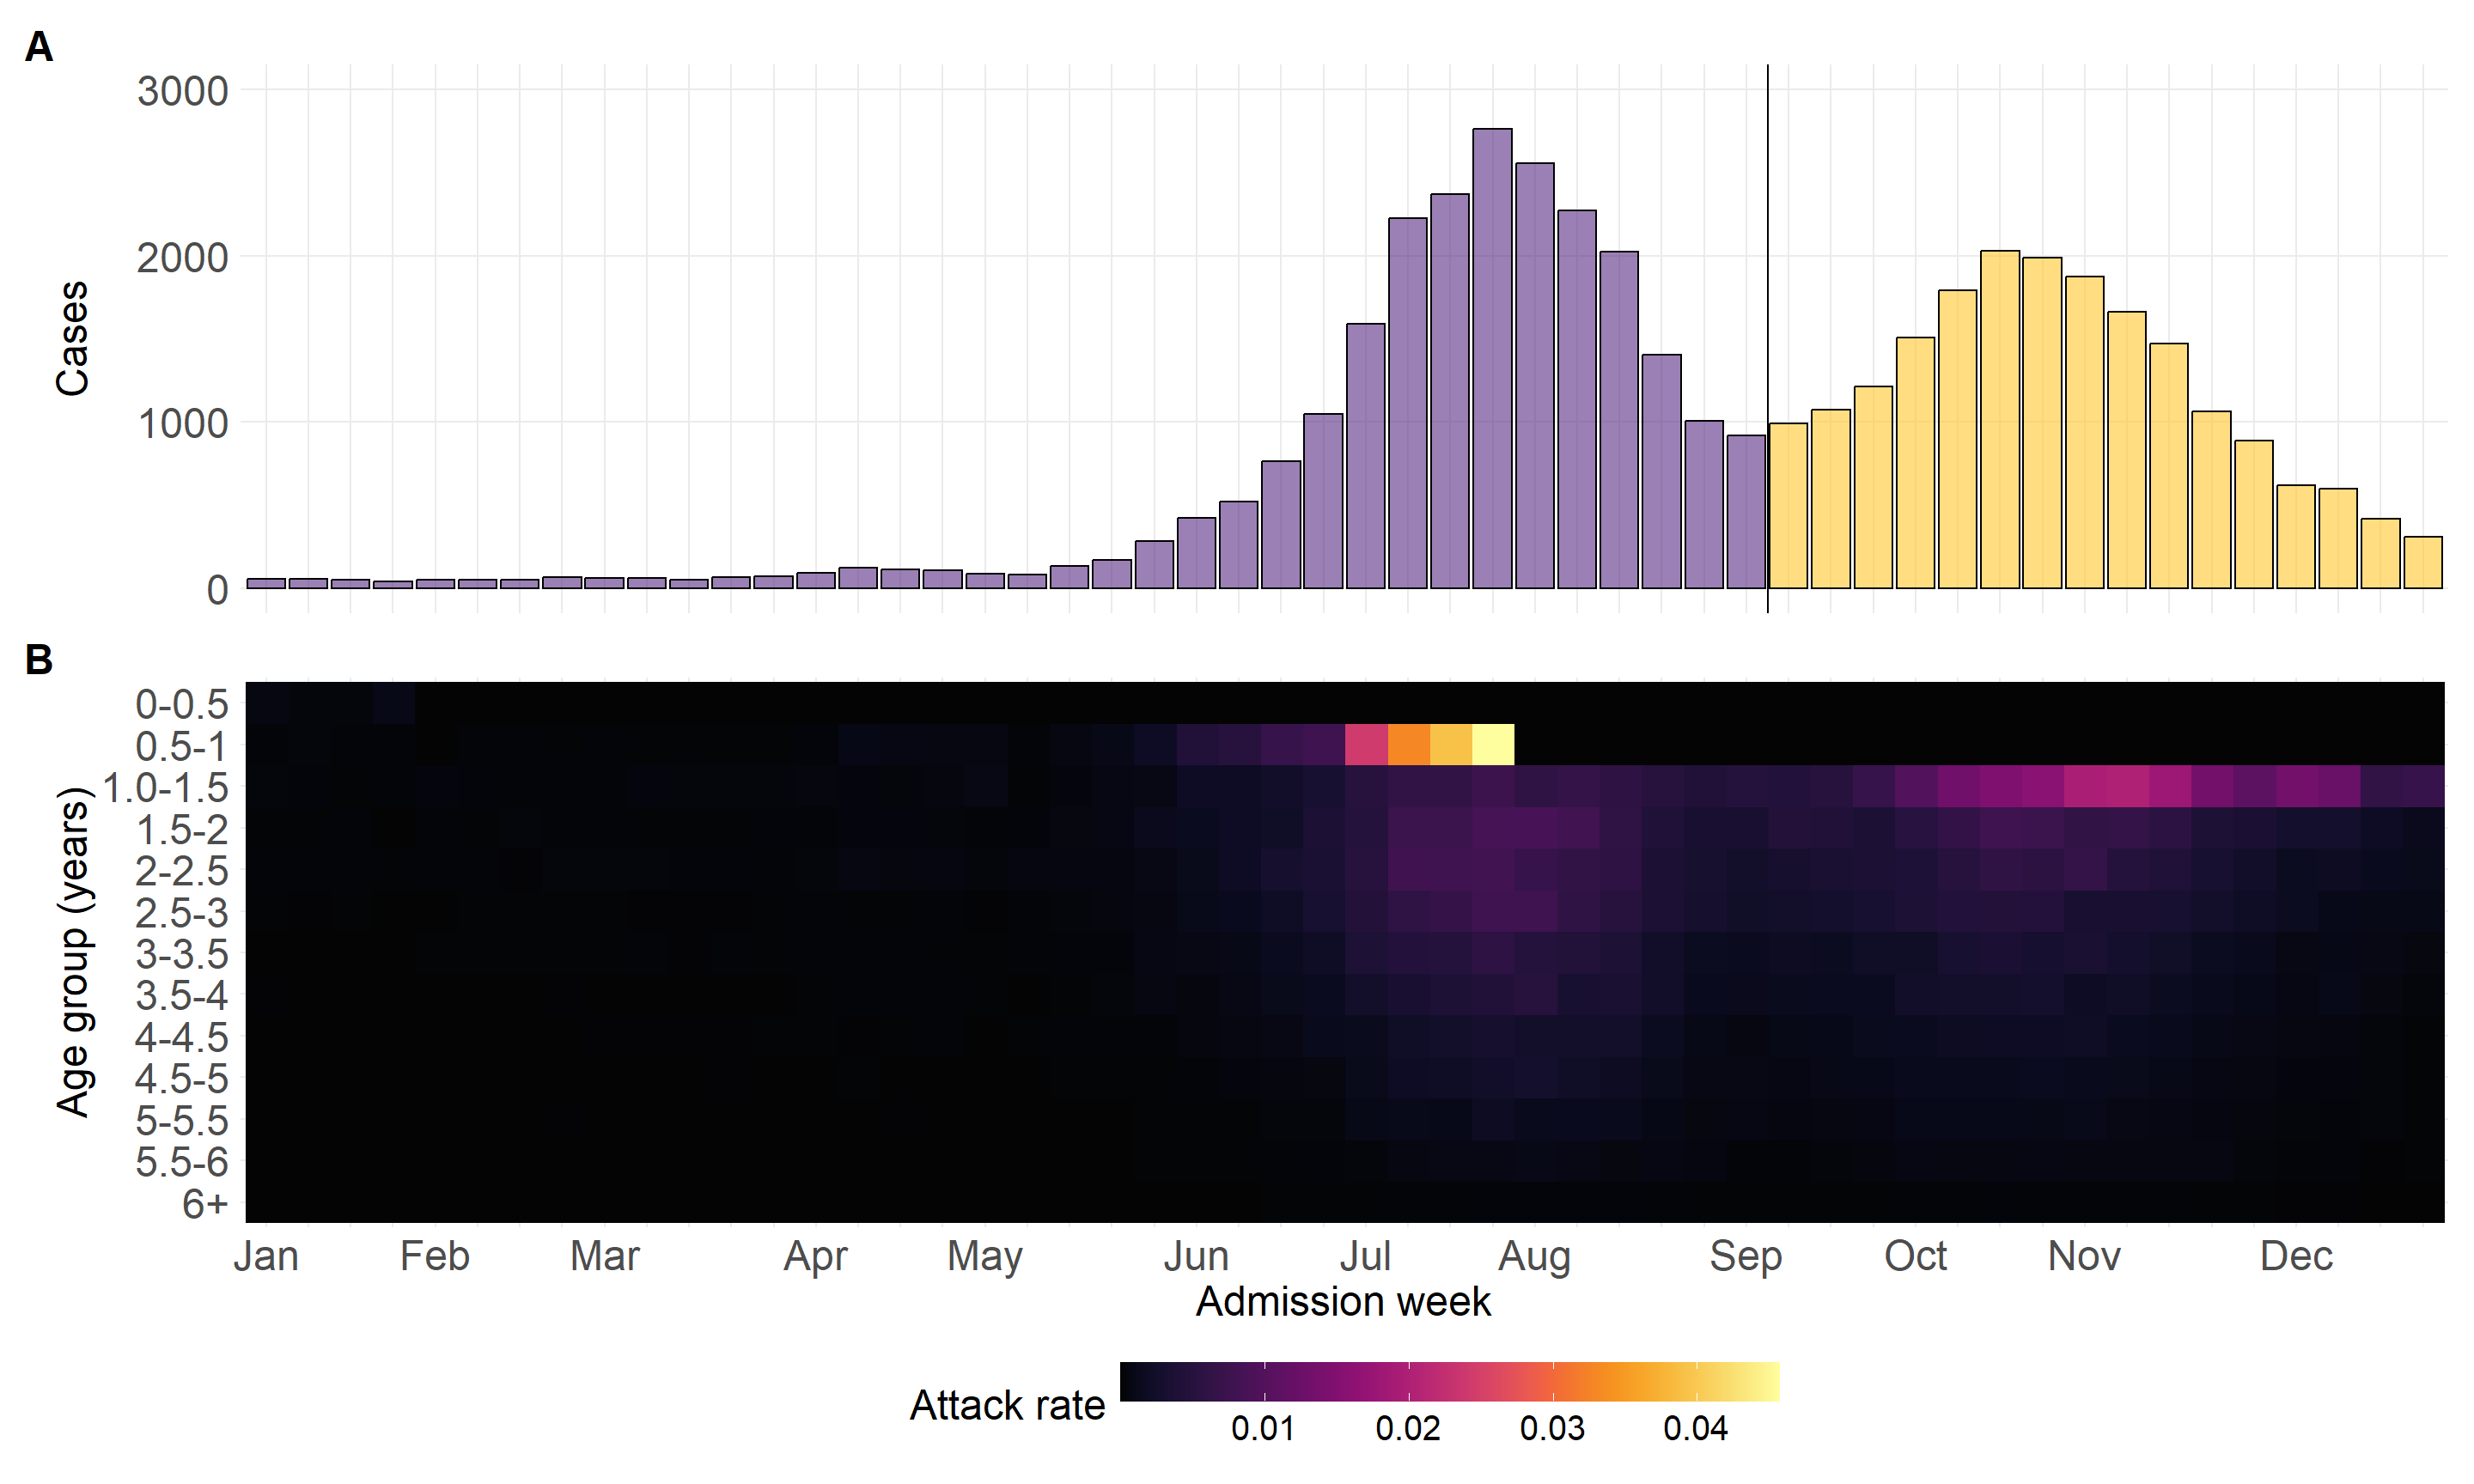 A
3000
2000
1000
0
Cases
B
0-0.5
0.5-1
1.0-1.5
1.5-2
2-2.5
2.5-3
3-3.5
3.5-4
4-4.5
4.5-5
5-5.5
5.5-6
6+
Age group (years)
Jan Feb Mar Apr May Jun Jul Aug Sep Oct Nov Dec
Admission week
Attack rate
0.01 0.02 0.03 0.04